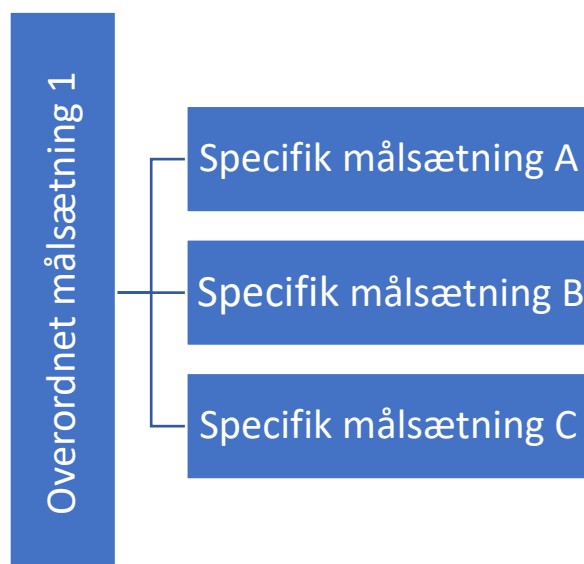 Overordnet målsætning 1
Specifik målsætning A
Specifik målsætning B
Specifik målsætning C